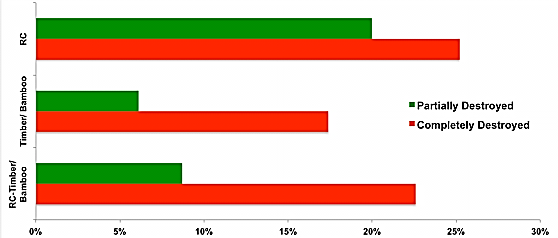 RC
Timber/ Bamboo
RC-Timber/
Bamboo
Partially Destroyed
Completely Destroyed
0%
5%
10%
15%
20%
25%
30%